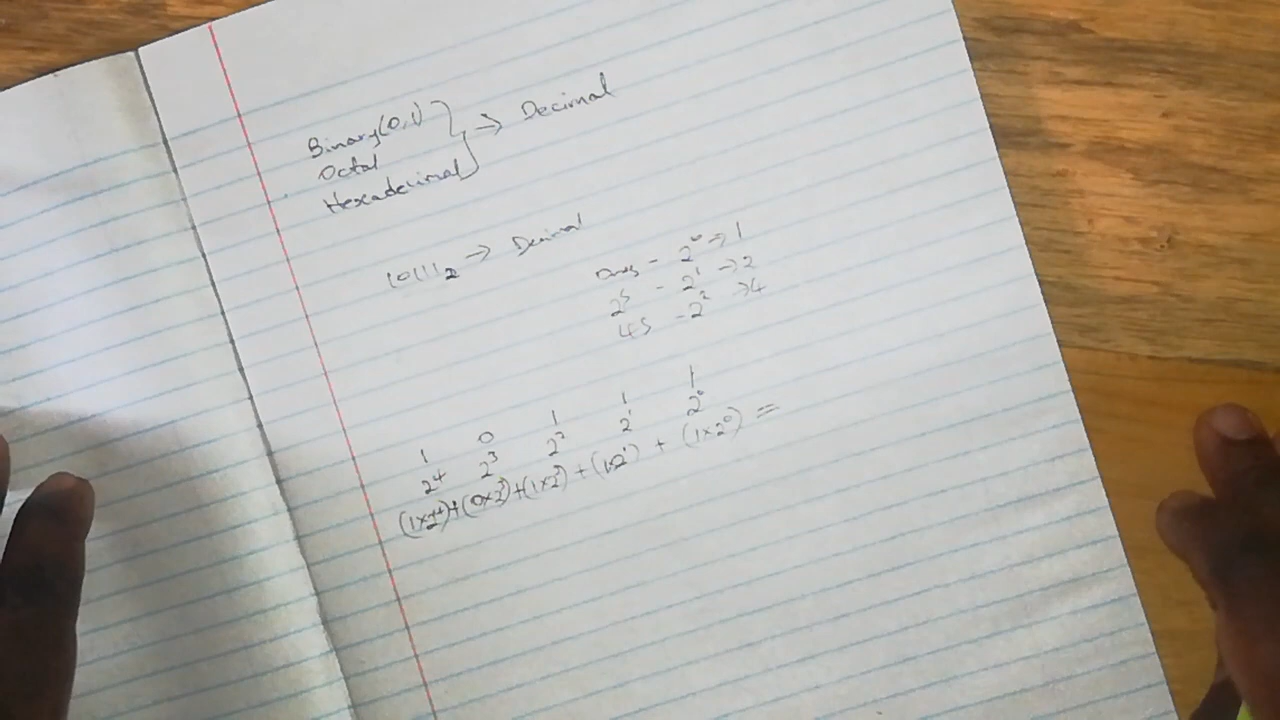 Binary(0,1)
Octal
Hexadecimal
} → Decimal
10111₂ → Decimal
Ones - 2⁰ → 1
2s - 2¹ → 2
4s - 2² → 4
1 0 1 1 1
2⁴ 2³ 2² 2¹ 2⁰
(1×2⁴)+(0×2³)+(1×2²)+(1×2¹) + (1×2⁰) =